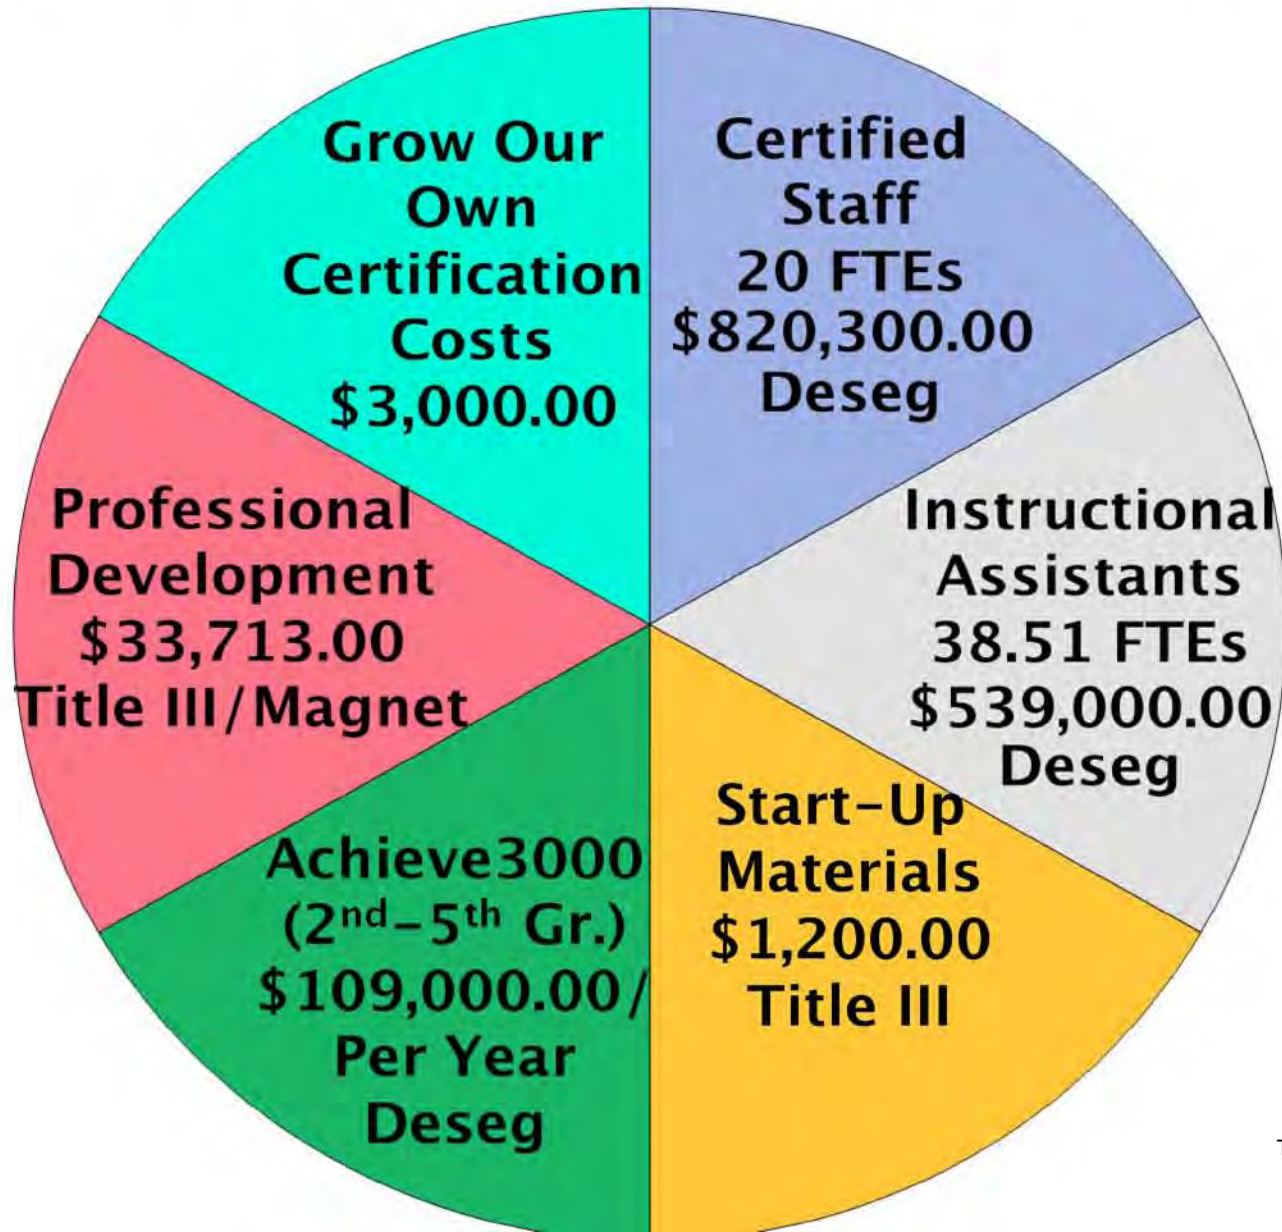 Grow Our
Own
Certification
Costs
$3,000.00
Certified
Staff
20 FTEs
$820,300.00
Deseg
Professional
Development
$33,713.00
Title III/Magnet
Instructional
Assistants
38.51 FTEs
$539,000.00
Deseg
Achieve3000
(2nd–5th Gr.)
$109,000.00/
Per Year
Deseg
Start–Up
Materials
$1,200.00
Title III